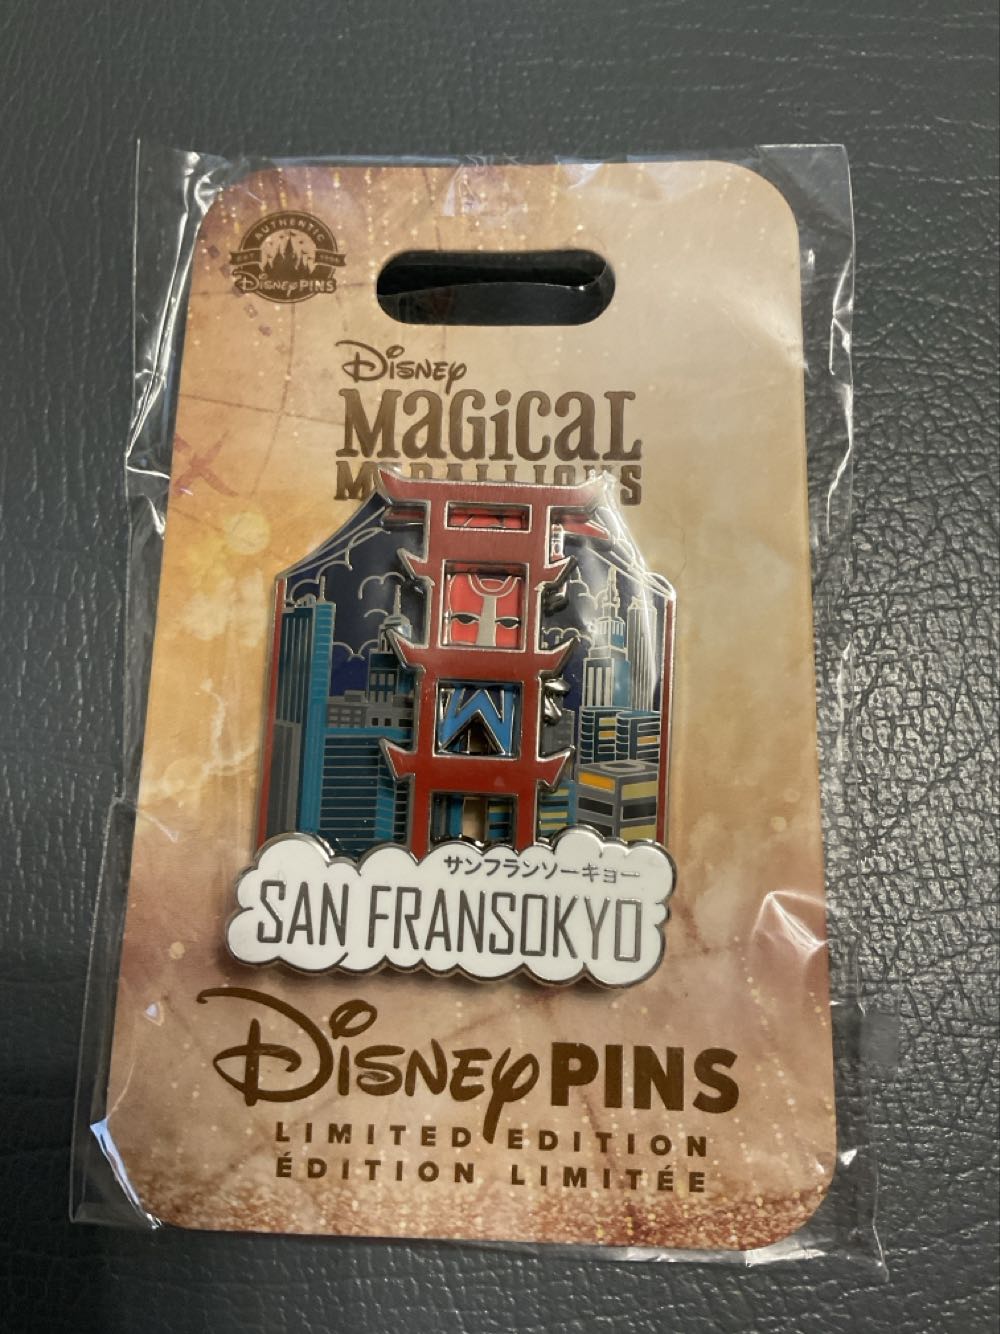 AUTHENTIC
Disney PINS
Disney
MAGiCAL
MEDALLIONS
サンフランソーキョー
SAN FRANSOKYO
Disney PINS
LIMITED EDITION
ÉDITION LIMITÉE